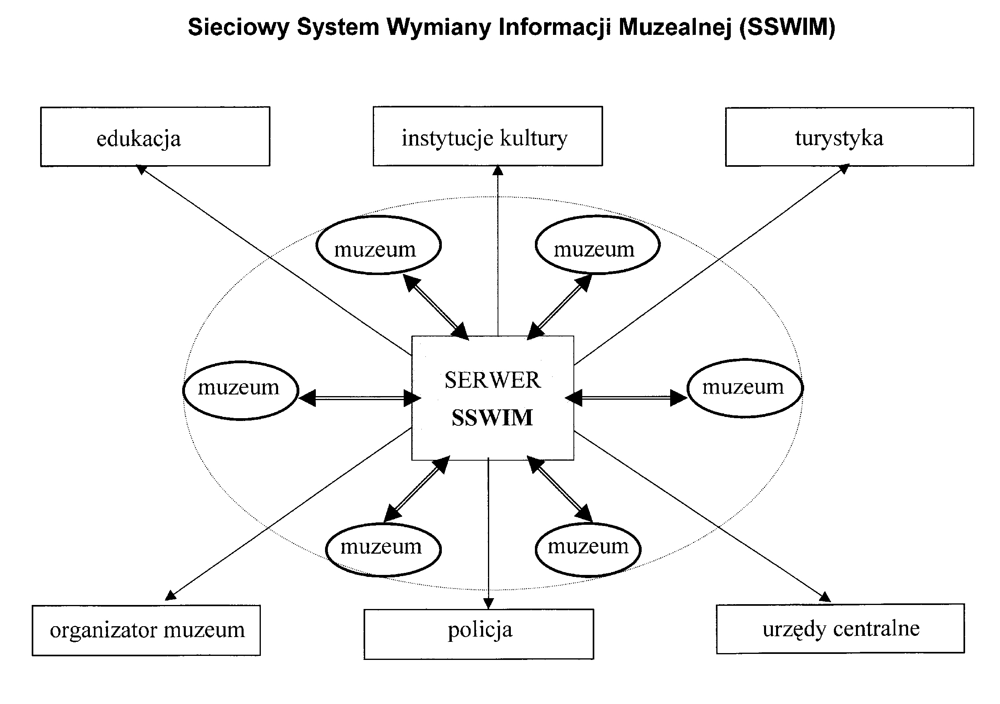 Sieciowy System Wymiany Informacji Muzealnej (SSWIM)
edukacja
instytucje kultury
turystyka
muzeum
muzeum
muzeum
SERWER
SSWIM
muzeum
muzeum
muzeum
organizator muzeum
policja
urzędy centralne